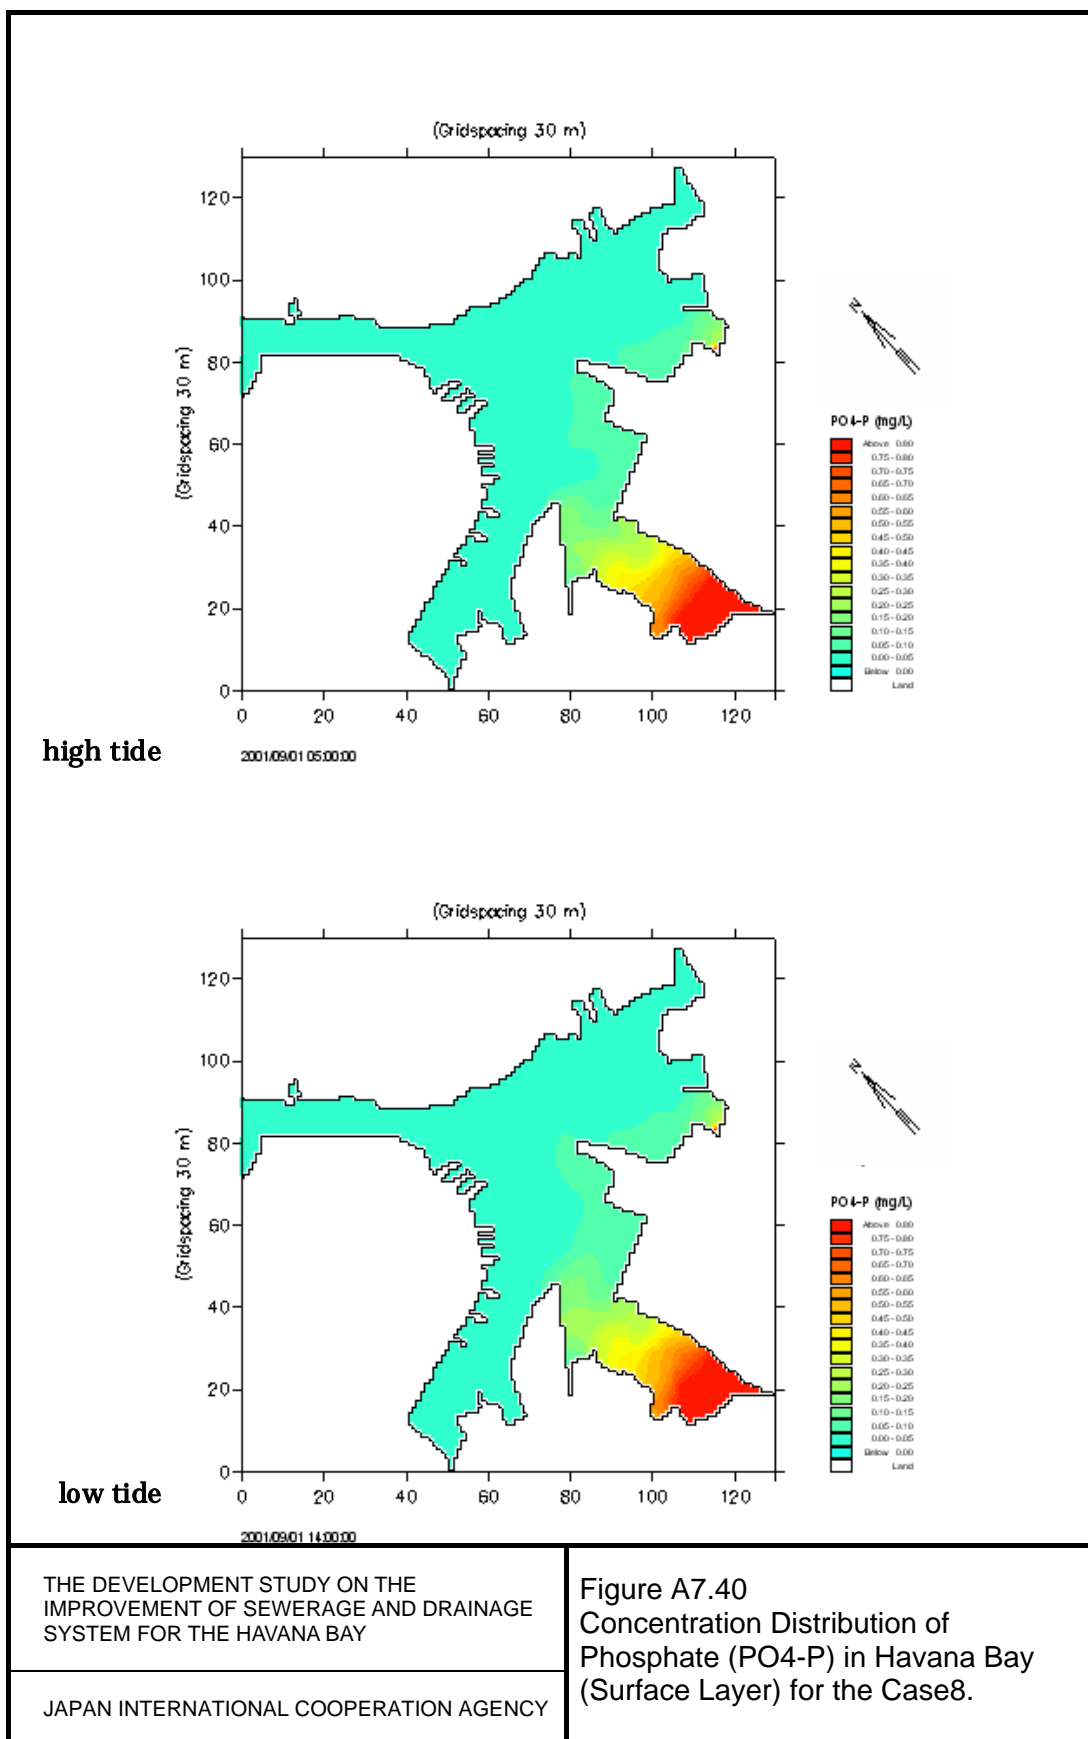 (Gridspacing 30 m)
120
100
80
60
40
20
0
(Gridspacing 30 m)
0 20 40 60 80 100 120
N
PO4-P (mg/L)
Above 0.80
0.75 - 0.80
0.70 - 0.75
0.65 - 0.70
0.60 - 0.65
0.55 - 0.60
0.50 - 0.55
0.45 - 0.50
0.40 - 0.45
0.35 - 0.40
0.30 - 0.35
0.25 - 0.30
0.20 - 0.25
0.15 - 0.20
0.10 - 0.15
0.05 - 0.10
0.00 - 0.05
Below 0.00
Land
high tide
2001/09/01 05:00:00
(Gridspacing 30 m)
120
100
80
60
40
20
0
(Gridspacing 30 m)
0 20 40 60 80 100 120
N
PO4-P (mg/L)
Above 0.80
0.75 - 0.80
0.70 - 0.75
0.65 - 0.70
0.60 - 0.65
0.55 - 0.60
0.50 - 0.55
0.45 - 0.50
0.40 - 0.45
0.35 - 0.40
0.30 - 0.35
0.25 - 0.30
0.20 - 0.25
0.15 - 0.20
0.10 - 0.15
0.05 - 0.10
0.00 - 0.05
Below 0.00
Land
low tide
2001/09/01 14:00:00
THE DEVELOPMENT STUDY ON THE
IMPROVEMENT OF SEWERAGE AND DRAINAGE
SYSTEM FOR THE HAVANA BAY
JAPAN INTERNATIONAL COOPERATION AGENCY
Figure A7.40
Concentration Distribution of
Phosphate (PO4-P) in Havana Bay
(Surface Layer) for the Case8.